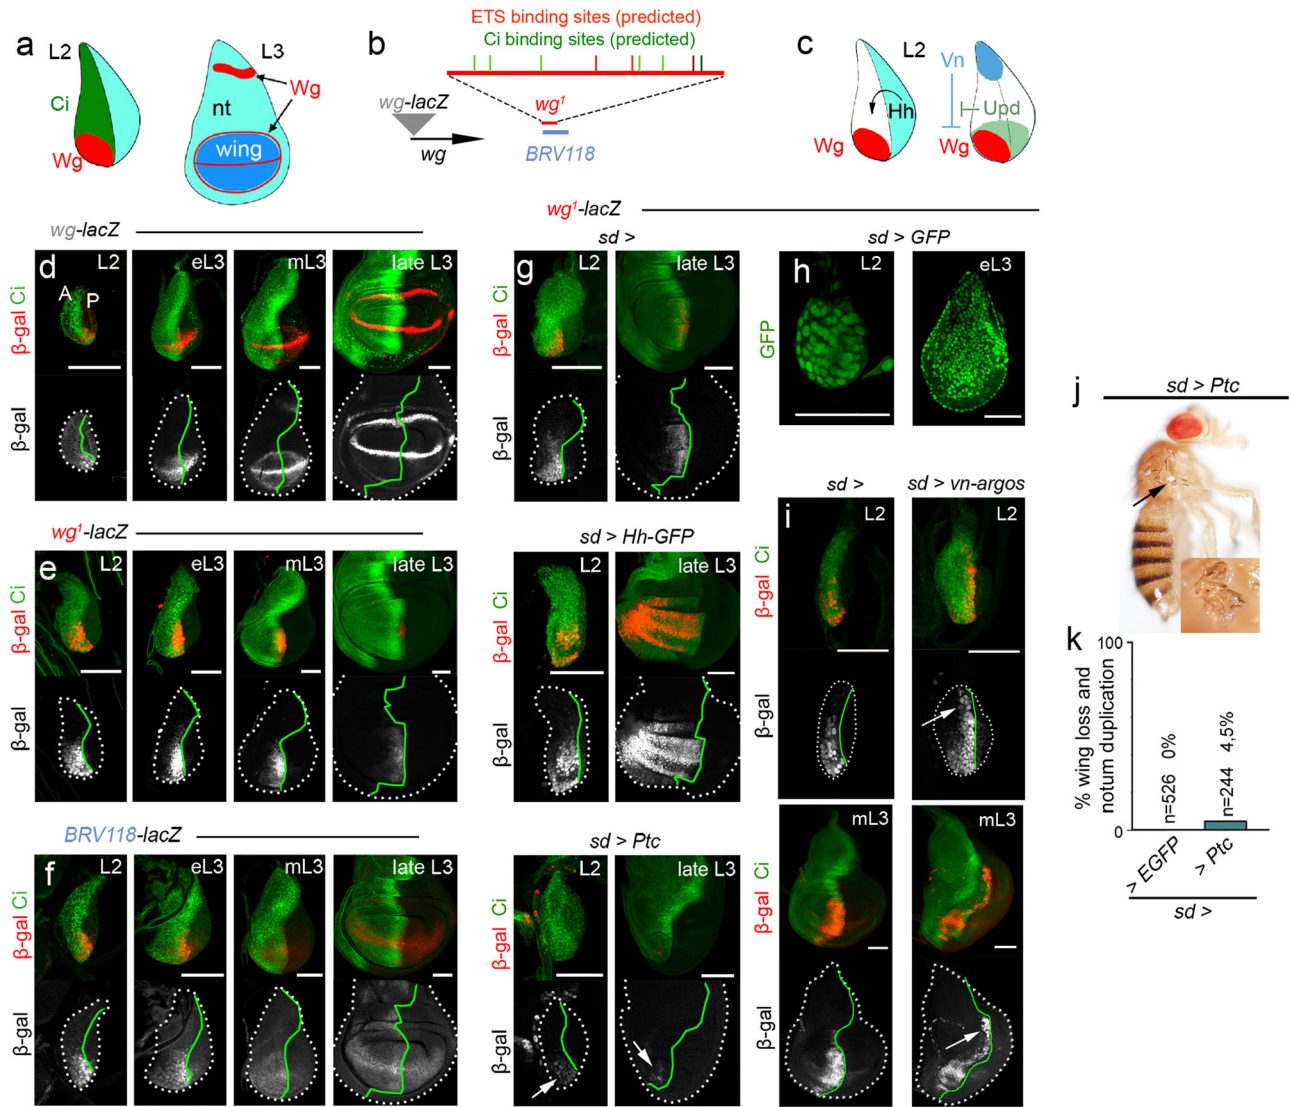 a
L2
Ci
Wg
L3
Wg
nt
wing
b
ETS binding sites (predicted)
Ci binding sites (predicted)
wg-lacZ
wg
wg¹
BRV118
c
L2
Hh
Wg
Vn
Upd
Wg
wg-lacZ
d
L2
eL3
mL3
late L3
A
P
β-gal Ci
β-gal
wg¹-lacZ
e
L2
eL3
mL3
late L3
β-gal Ci
β-gal
BRV118-lacZ
f
L2
eL3
mL3
late L3
β-gal Ci
β-gal
wg¹-lacZ
sd >
g
L2
late L3
β-gal Ci
β-gal
sd > Hh-GFP
L2
late L3
β-gal Ci
β-gal
sd > Ptc
L2
late L3
β-gal Ci
β-gal
sd > GFP
h
L2
eL3
GFP
sd >
sd > vn-argos
i
L2
L2
β-gal Ci
β-gal
mL3
mL3
β-gal Ci
β-gal
j
sd > Ptc
k
% wing loss and
notum duplication
100
0
n=526 0%
n=244 4,5%
> EGFP
> Ptc
sd >